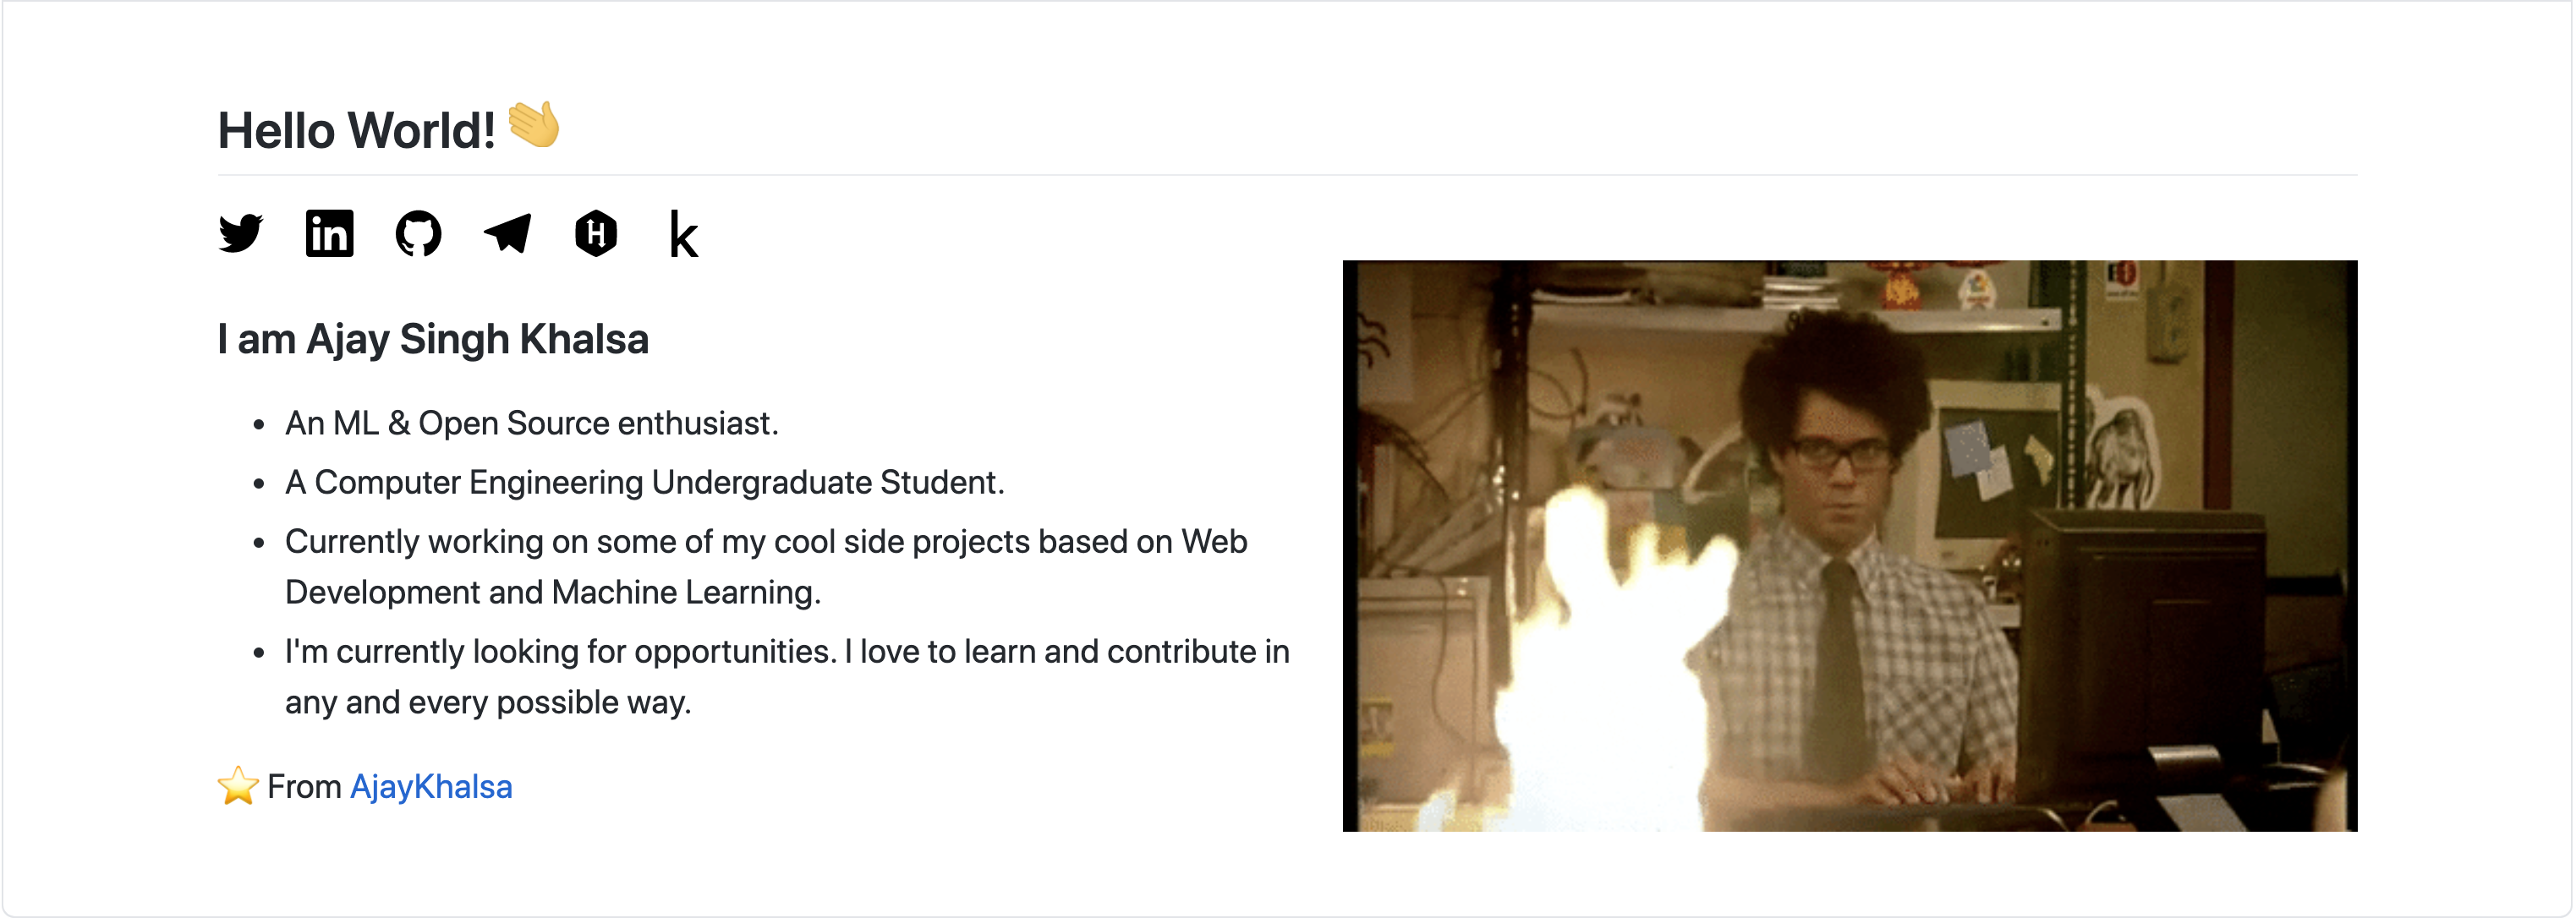 Hello World! 👋
in
H
k
I am Ajay Singh Khalsa
• An ML & Open Source enthusiast.
• A Computer Engineering Undergraduate Student.
• Currently working on some of my cool side projects based on Web
Development and Machine Learning.
• I'm currently looking for opportunities. I love to learn and contribute in
any and every possible way.
⭐ From AjayKhalsa